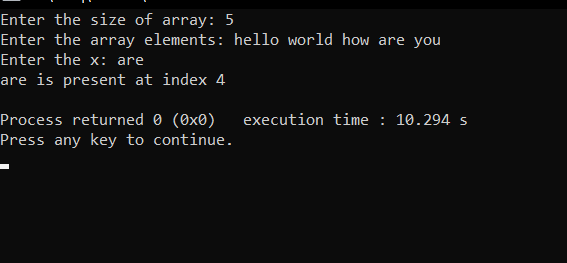 Enter the size of array: 5
Enter the array elements: hello world how are you
Enter the x: are
are is present at index 4
Process returned 0 (0x0)   execution time : 10.294 s
Press any key to continue.